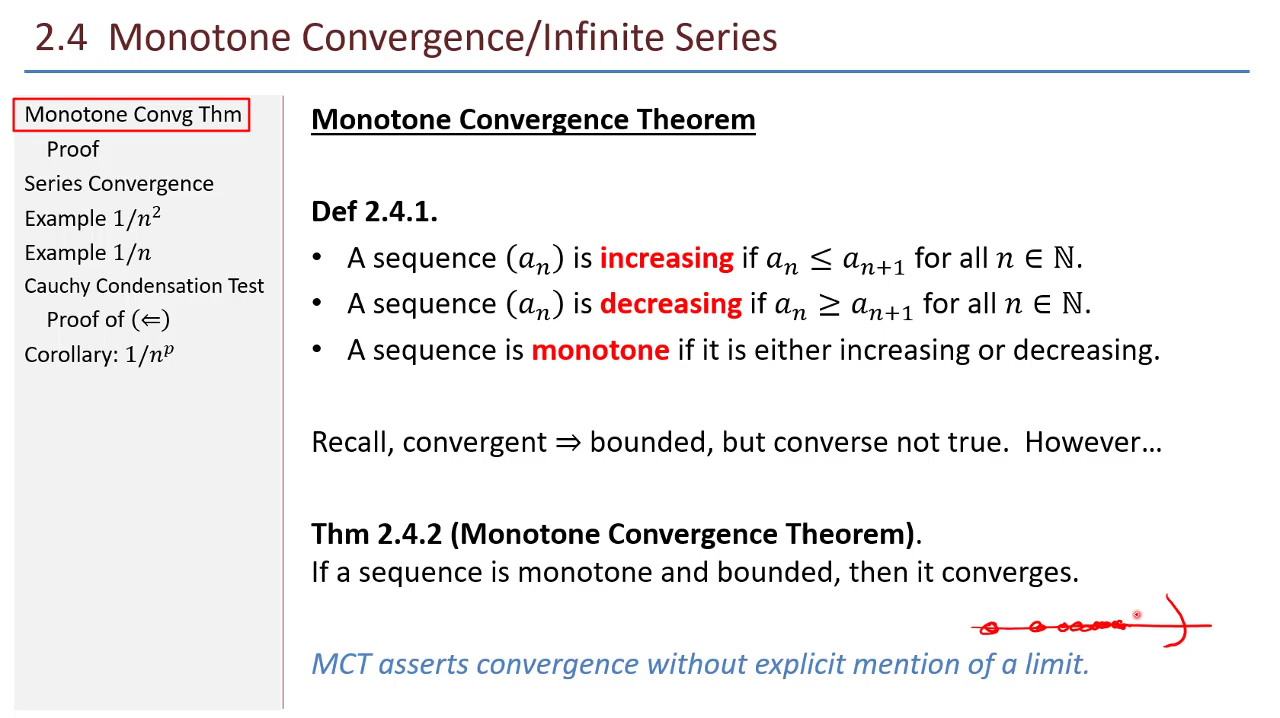 2.4 Monotone Convergence/Infinite Series
Monotone Convg Thm
Proof
Series Convergence
Example 1/n²
Example 1/n
Cauchy Condensation Test
Proof of (⇐)
Corollary: 1/nᵖ
Monotone Convergence Theorem
Def 2.4.1.
• A sequence (aₙ) is increasing if aₙ ≤ aₙ₊₁ for all n ∈ ℕ.
• A sequence (aₙ) is decreasing if aₙ ≥ aₙ₊₁ for all n ∈ ℕ.
• A sequence is monotone if it is either increasing or decreasing.
Recall, convergent ⇒ bounded, but converse not true. However…
Thm 2.4.2 (Monotone Convergence Theorem).
If a sequence is monotone and bounded, then it converges.
MCT asserts convergence without explicit mention of a limit.